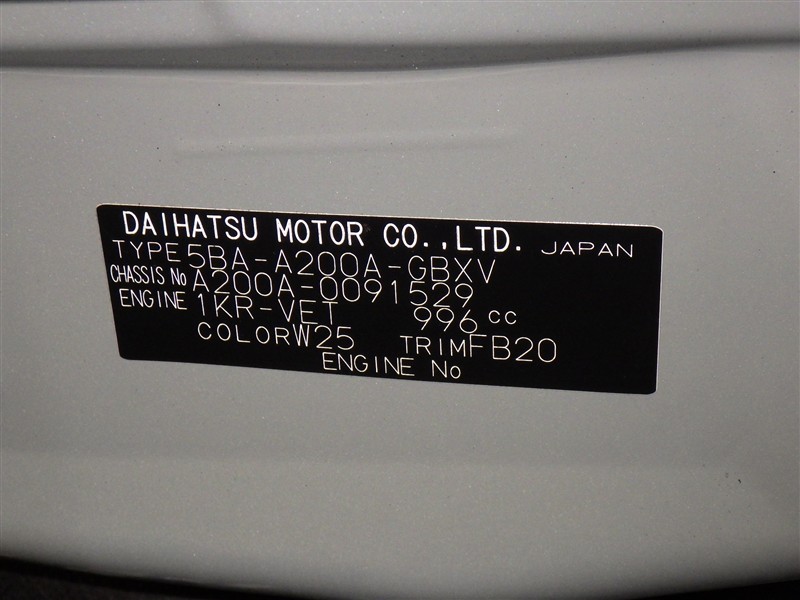 DAIHATSU MOTOR CO.,LTD. JAPAN
TYPE 5BA-A200A-GBXV
CHASSIS No A200A-0091529
ENGINE 1KR-VET 996 cc
COLOR W25 TRIM FB20
ENGINE No